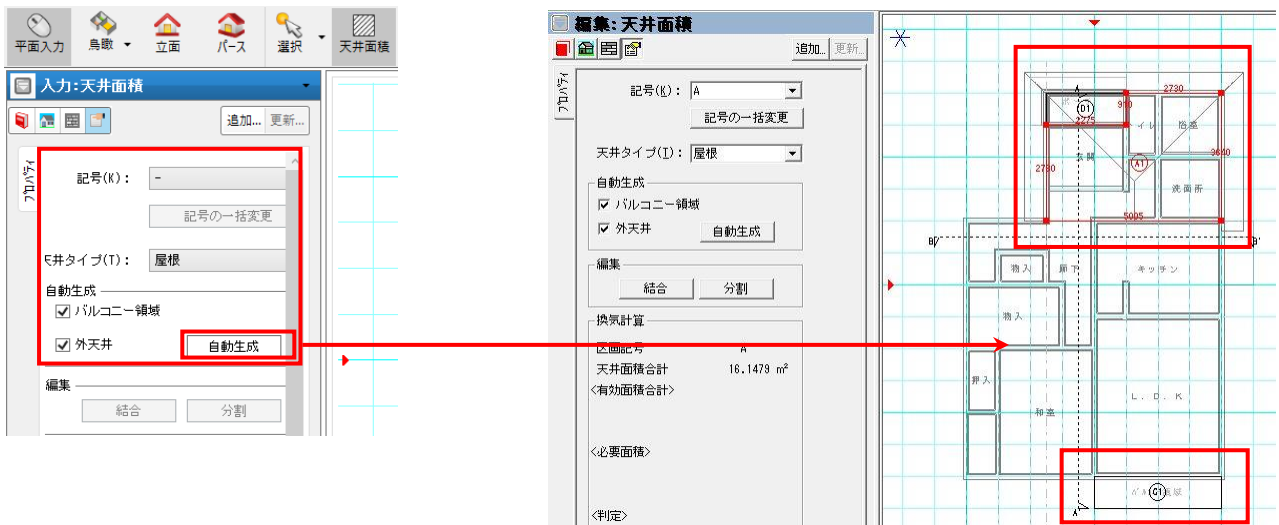 平面入力 鳥瞰 立面 パース 選択 天井面積
入力:天井面積
追加... 更新...
プロパティ
記号(K): -
記号の一括変更
天井タイプ(T): 屋根
自動生成
バルコニー領域
外天井 自動生成
編集
結合 分割
編集: 天井面積
追加... 更新...
プロパティ
記号(K): A
記号の一括変更
天井タイプ(T): 屋根
自動生成
バルコニー領域
外天井 自動生成
編集
結合 分割
換気計算
区画記号 A
天井面積合計 16.1479 m²
<有効面積合計>
<必要面積>
<判定>
A
2730
D1
910
2275
トイレ 浴室
玄関
A1
3640
2730
洗面所
5005
B B'
物入 廊下 キッチン
物入
押入
L. D. K
和室
C1
A'